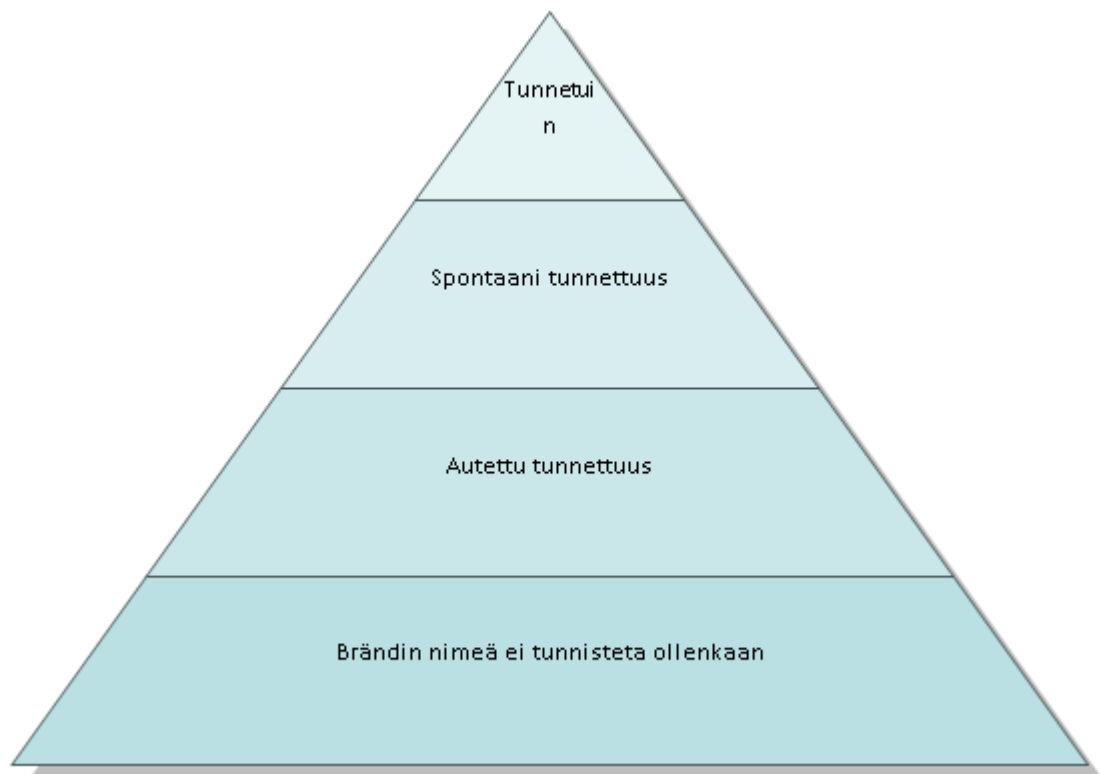 Tunnetui
n
Spontaani tunnettuus
Autettu tunnettuus
Brändin nimeä ei tunnisteta ollenkaan